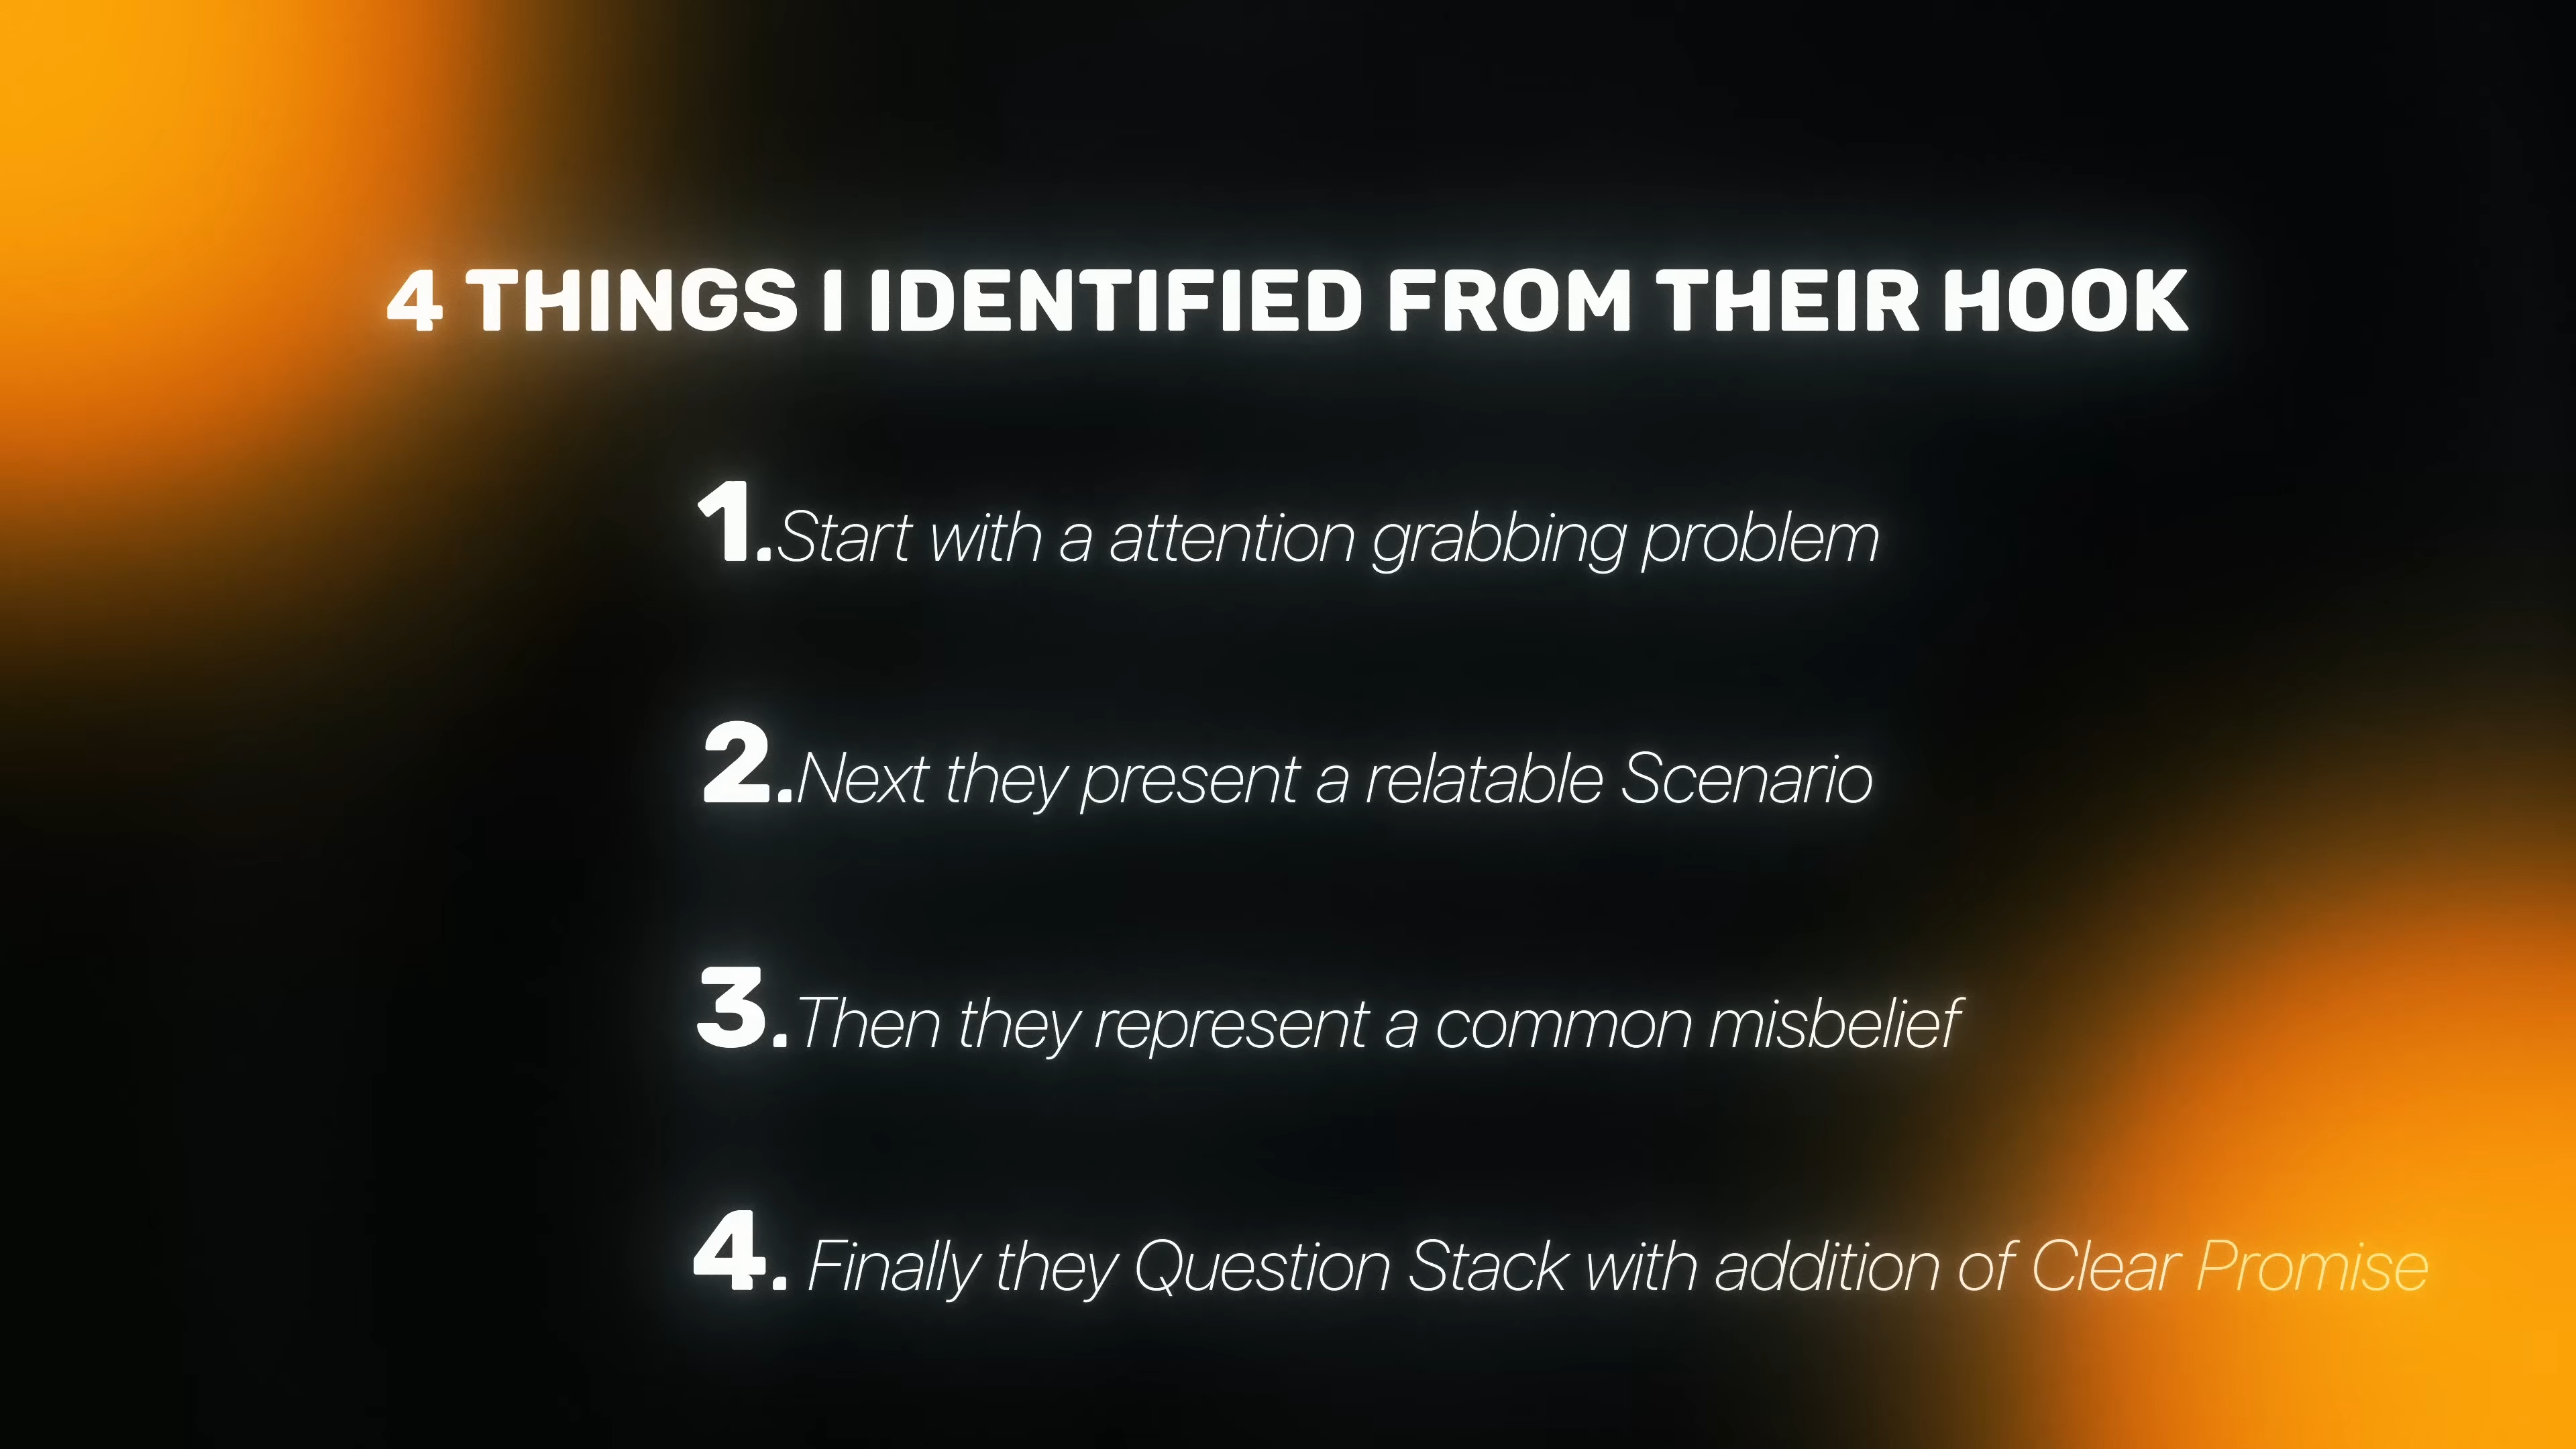 4 THINGS I IDENTIFIED FROM THEIR HOOK
1.Start with a attention grabbing problem
2.Next they present a relatable Scenario
3.Then they represent a common misbelief
4. Finally they Question Stack with addition of Clear Promise